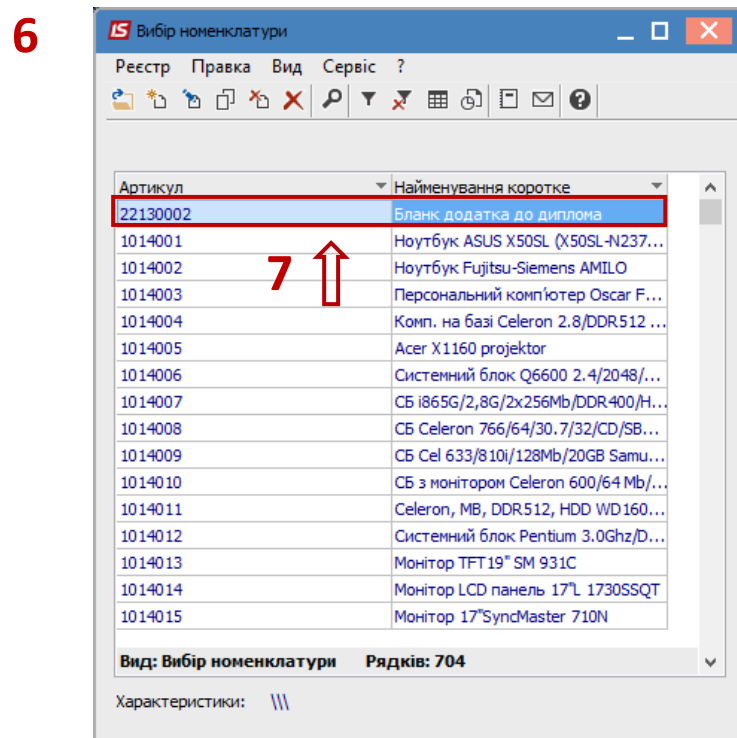 6
IS Вибір номенклатури
Реєстр Правка Вид Сервіс ?
Артикул Найменування коротке
22130002 Бланк додатка до диплома
1014001 Ноутбук ASUS X50SL (X50SL-N237...
1014002 Ноутбук Fujitsu-Siemens AMILO
7
1014003 Персональний комп'ютер Oscar F...
1014004 Комп. на базі Celeron 2.8/DDR512 ...
1014005 Acer X1160 projektor
1014006 Системний блок Q6600 2.4/2048/...
1014007 СБ i865G/2,8G/2x256Mb/DDR400/H...
1014008 СБ Celeron 766/64/30.7/32/CD/SB...
1014009 СБ Cel 633/810i/128Mb/20GB Samu...
1014010 СБ з монітором Celeron 600/64 Mb/...
1014011 Celeron, MB, DDR512, HDD WD160...
1014012 Системний блок Pentium 3.0Ghz/D...
1014013 Монітор TFT19" SM 931C
1014014 Монітор LCD панель 17"L 1730SSQT
1014015 Монітор 17"SyncMaster 710N
Вид: Вибір номенклатури Рядків: 704
Характеристики: \\\